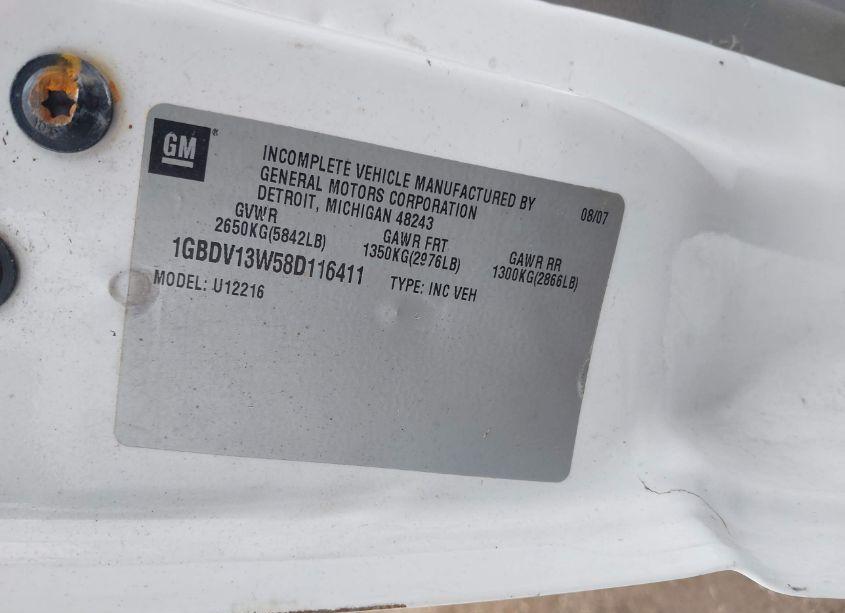 GM®
INCOMPLETE VEHICLE MANUFACTURED BY
GENERAL MOTORS CORPORATION
DETROIT, MICHIGAN 48243
08/07
GVWR GAWR FRT GAWR RR
2650KG(5842LB) 1350KG(2976LB) 1300KG(2866LB)
1GBDV13W58D116411 TYPE: INC VEH
MODEL: U12216